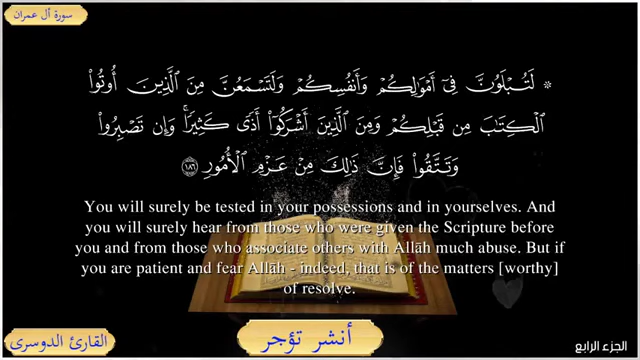 سورة آل عمران
۞ لَتُبْلَوُنَّ فِىٓ أَمْوَٰلِكُمْ وَأَنفُسِكُمْ وَلَتَسْمَعُنَّ مِنَ ٱلَّذِينَ أُوتُوا۟
ٱلْكِتَـٰبَ مِن قَبْلِكُمْ وَمِنَ ٱلَّذِينَ أَشْرَكُوٓا۟ أَذًى كَثِيرًا ۚ وَإِن تَصْبِرُوا۟
وَتَتَّقُوا۟ فَإِنَّ ذَٰلِكَ مِنْ عَزْمِ ٱلْأُمُورِ ١٨٦
You will surely be tested in your possessions and in yourselves. And
you will surely hear from those who were given the Scripture before
you and from those who associate others with Allāh much abuse. But if
you are patient and fear Allāh - indeed, that is of the matters [worthy]
of resolve.
القارئ الدوسرى
أنشر تؤجر
الجزء الرابع